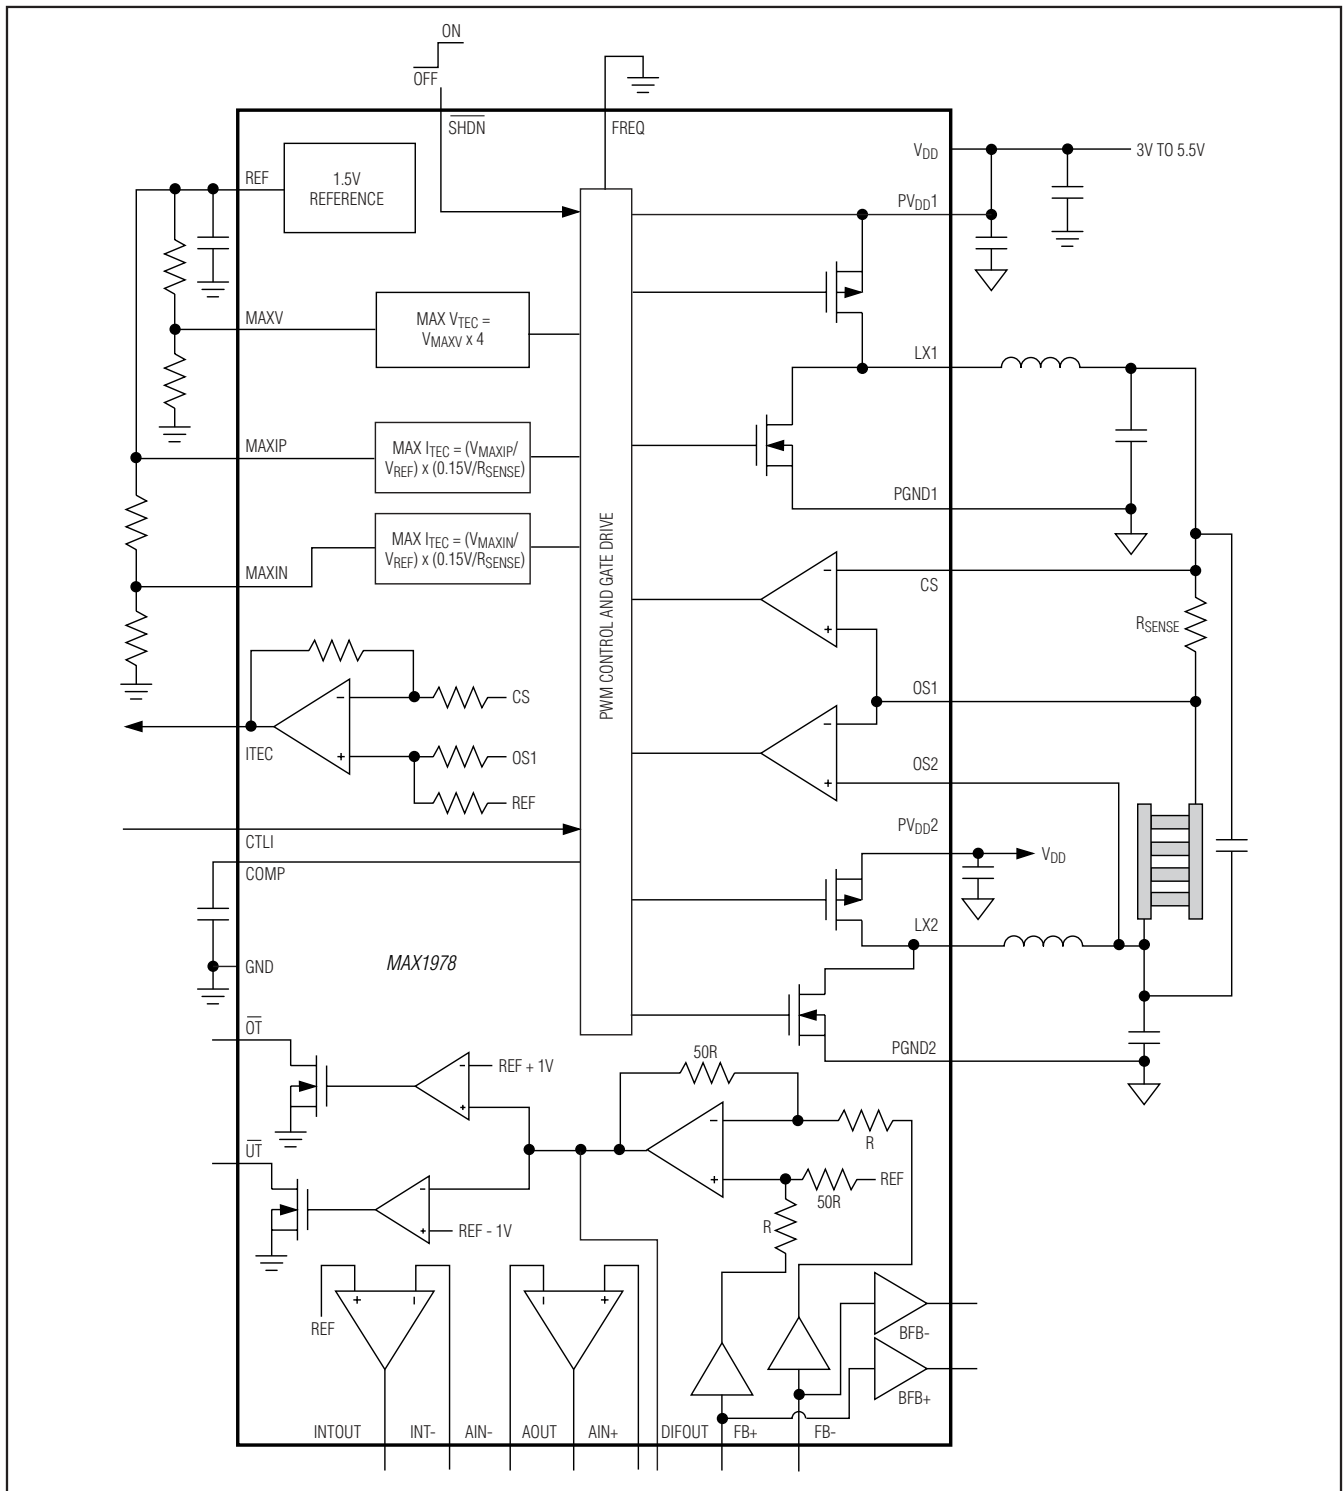 ON
OFF
SHDN
FREQ
VDD
3V TO 5.5V
REF
1.5V
REFERENCE
PVDD1
MAXV
MAX VTEC =
VMAXV x 4
LX1
MAXIP
MAX ITEC = (VMAXIP/
VREF) x (0.15V/RSENSE)
PGND1
MAXIN
MAX ITEC = (VMAXIN/
VREF) x (0.15V/RSENSE)
PWM CONTROL AND GATE DRIVE
-
CS
+
RSENSE
OS1
-
CS
ITEC
+
OS1
REF
-
OS2
+
CTLI
PVDD2
VDD
COMP
LX2
GND
MAX1978
OT
PGND2
-
REF + 1V
+
50R
-
R
UT
+
REF
50R
-
REF - 1V
+
R
+
-
REF
-
+
BFB-
BFB+
INTOUT
INT-
AIN-
AOUT
AIN+
DIFOUT
FB+
FB-